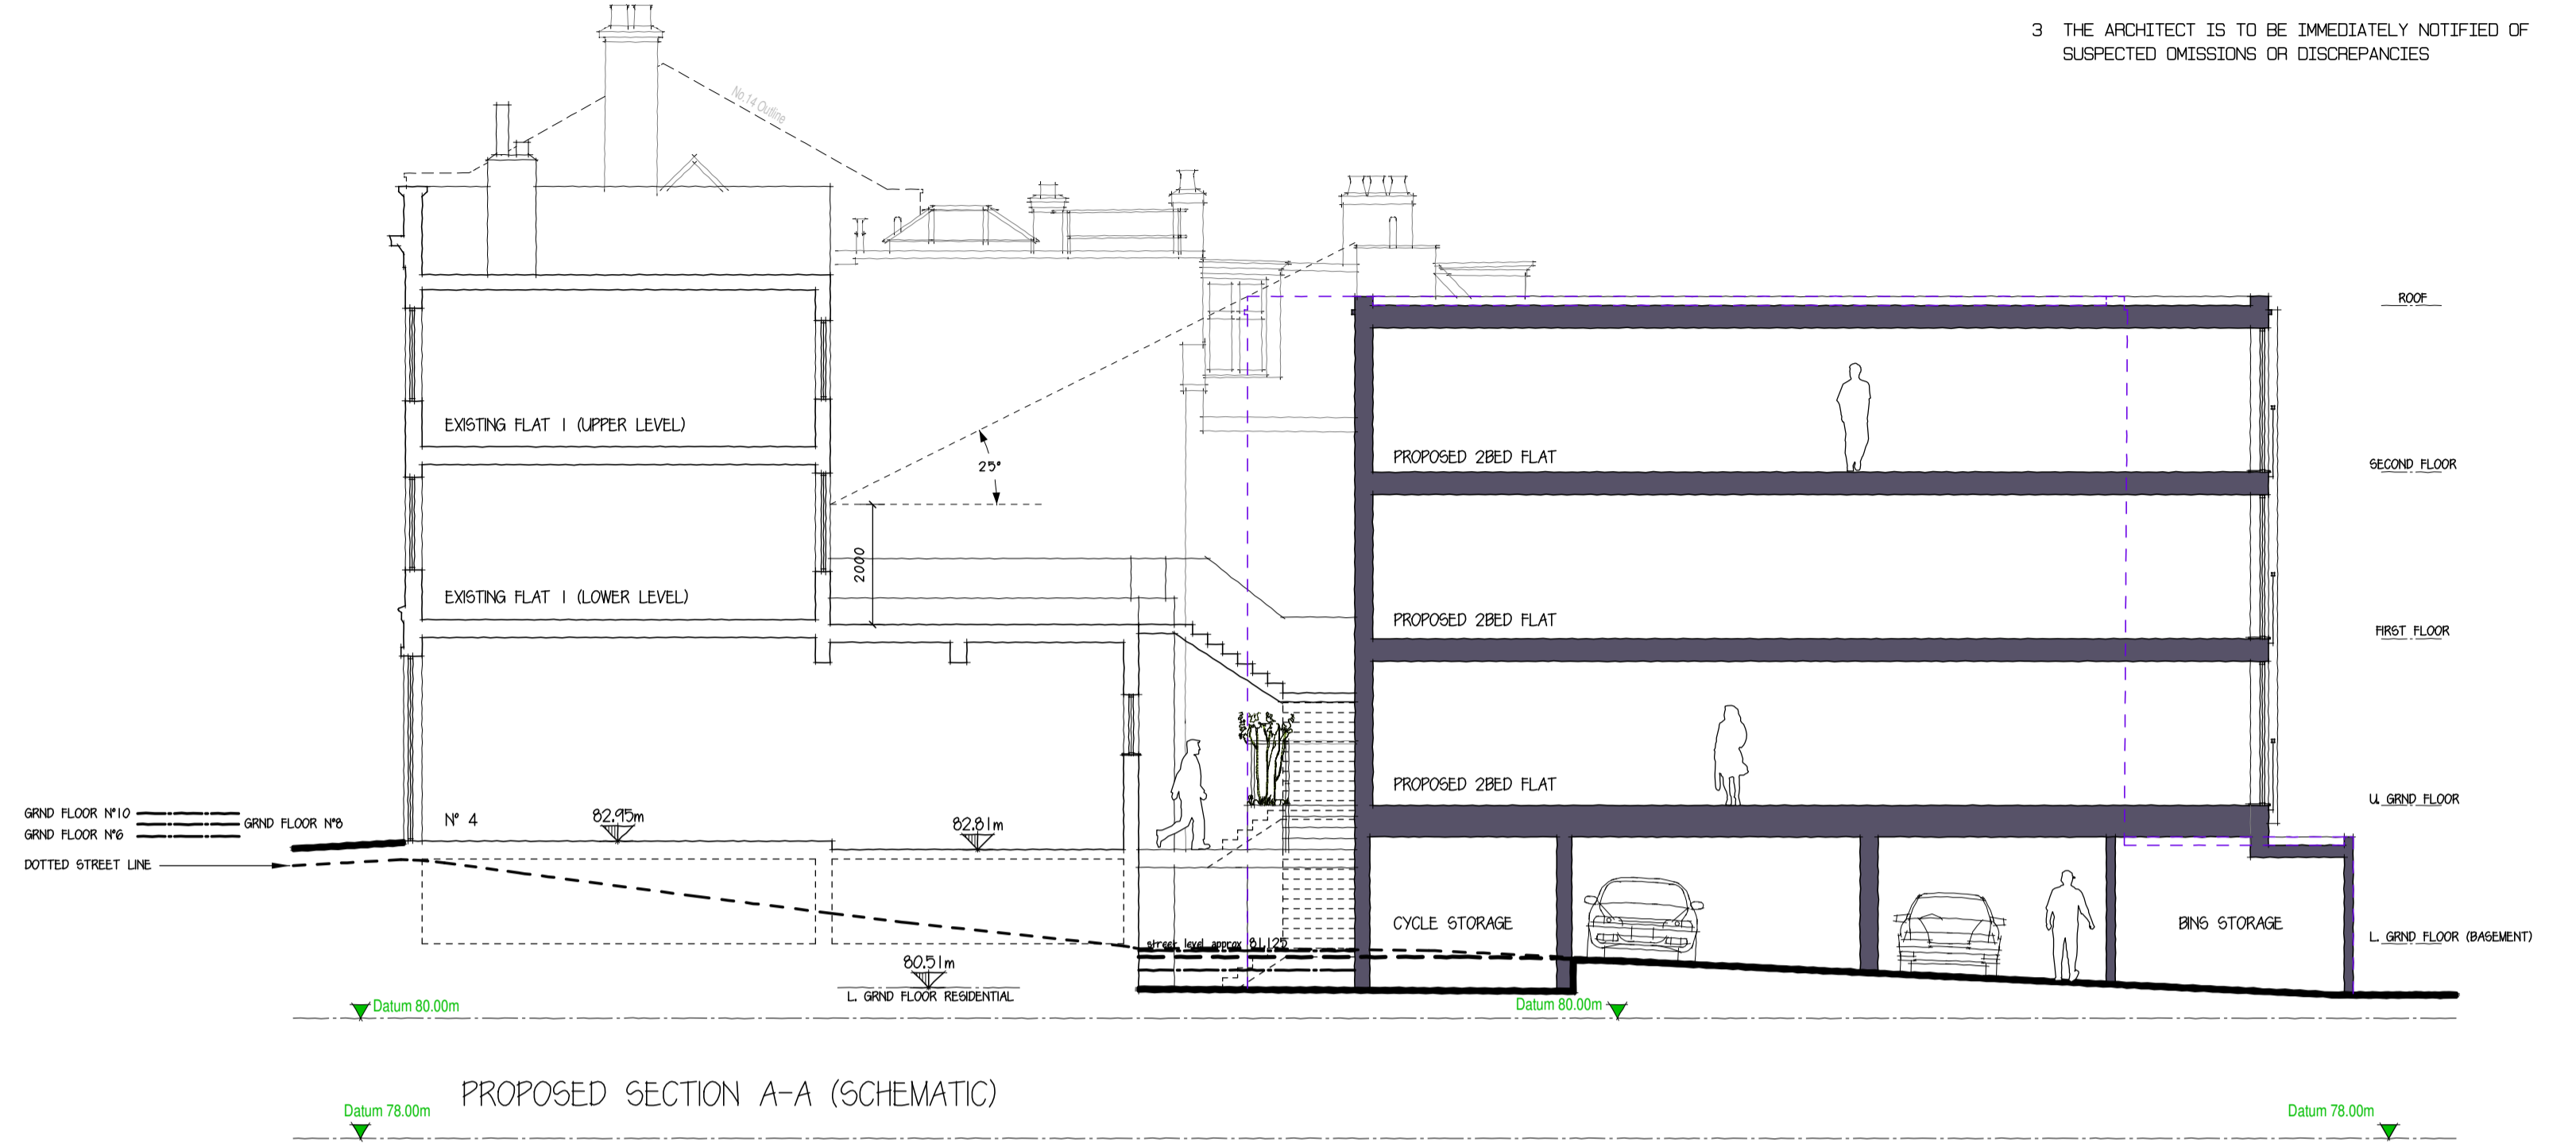 3 THE ARCHITECT IS TO BE IMMEDIATELY NOTIFIED OF
SUSPECTED OMISSIONS OR DISCREPANCIES
No.14 Outline
ROOF
EXISTING FLAT 1 (UPPER LEVEL)
25°
PROPOSED 2BED FLAT
SECOND FLOOR
2000
EXISTING FLAT 1 (LOWER LEVEL)
PROPOSED 2BED FLAT
FIRST FLOOR
PROPOSED 2BED FLAT
U. GRND FLOOR
GRND FLOOR Nº10
GRND FLOOR Nº8
GRND FLOOR Nº6
Nº 4
82.95m
82.81m
DOTTED STREET LINE
CYCLE STORAGE
BINS STORAGE
L. GRND FLOOR (BASEMENT)
street level approx 81.125
80.51m
L. GRND FLOOR RESIDENTIAL
Datum 80.00m
Datum 80.00m
PROPOSED SECTION A-A (SCHEMATIC)
Datum 78.00m
Datum 78.00m